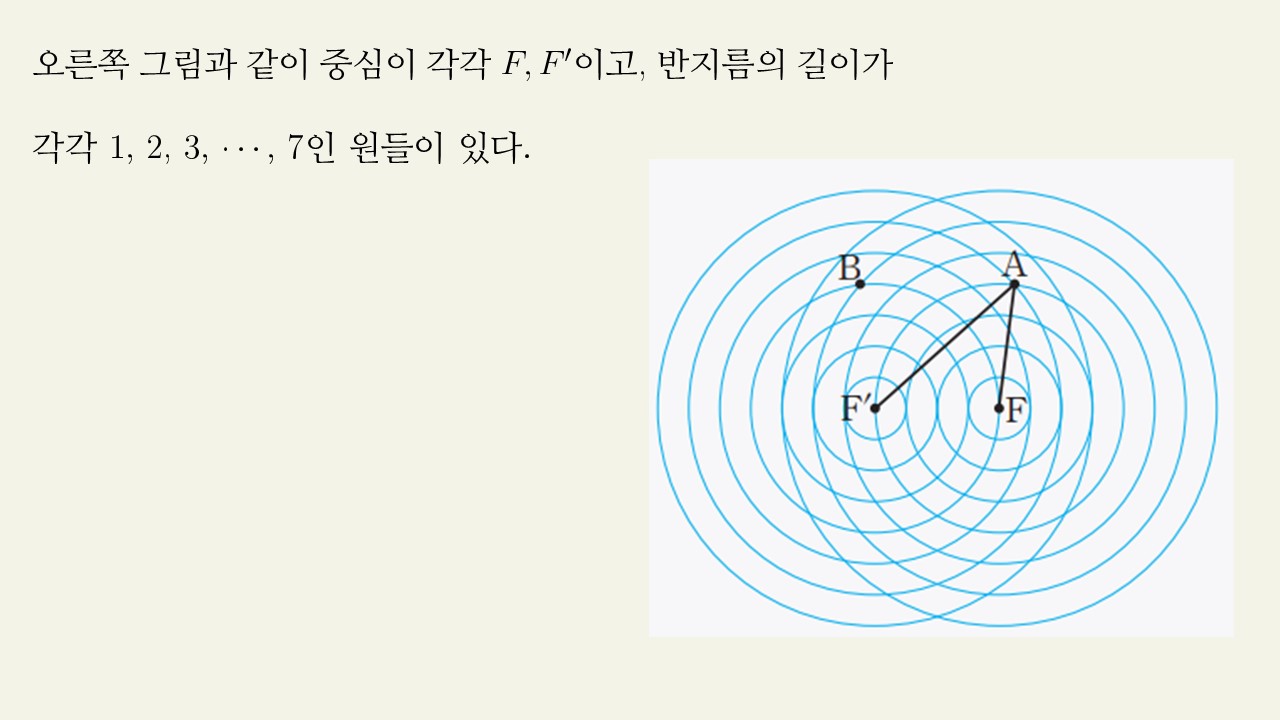 오른쪽 그림과 같이 중심이 각각 F, F′이고, 반지름의 길이가
각각 1, 2, 3, ⋯, 7인 원들이 있다.
B
A
F′
F